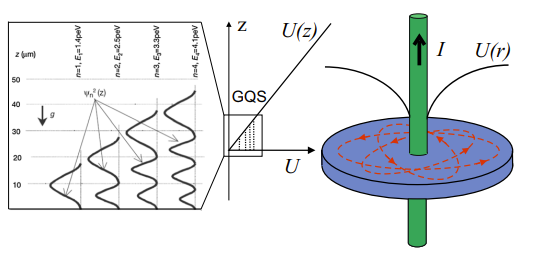 n=1, E₁=1.4peV
n=2, E₂=2.5peV
n=3, E₃=3.3peV
n=4, E₄=4.1peV
z (μm)
50
40
30
20
10
ψₙ²(z)
g
z
U(z)
GQS
U
I
U(r)